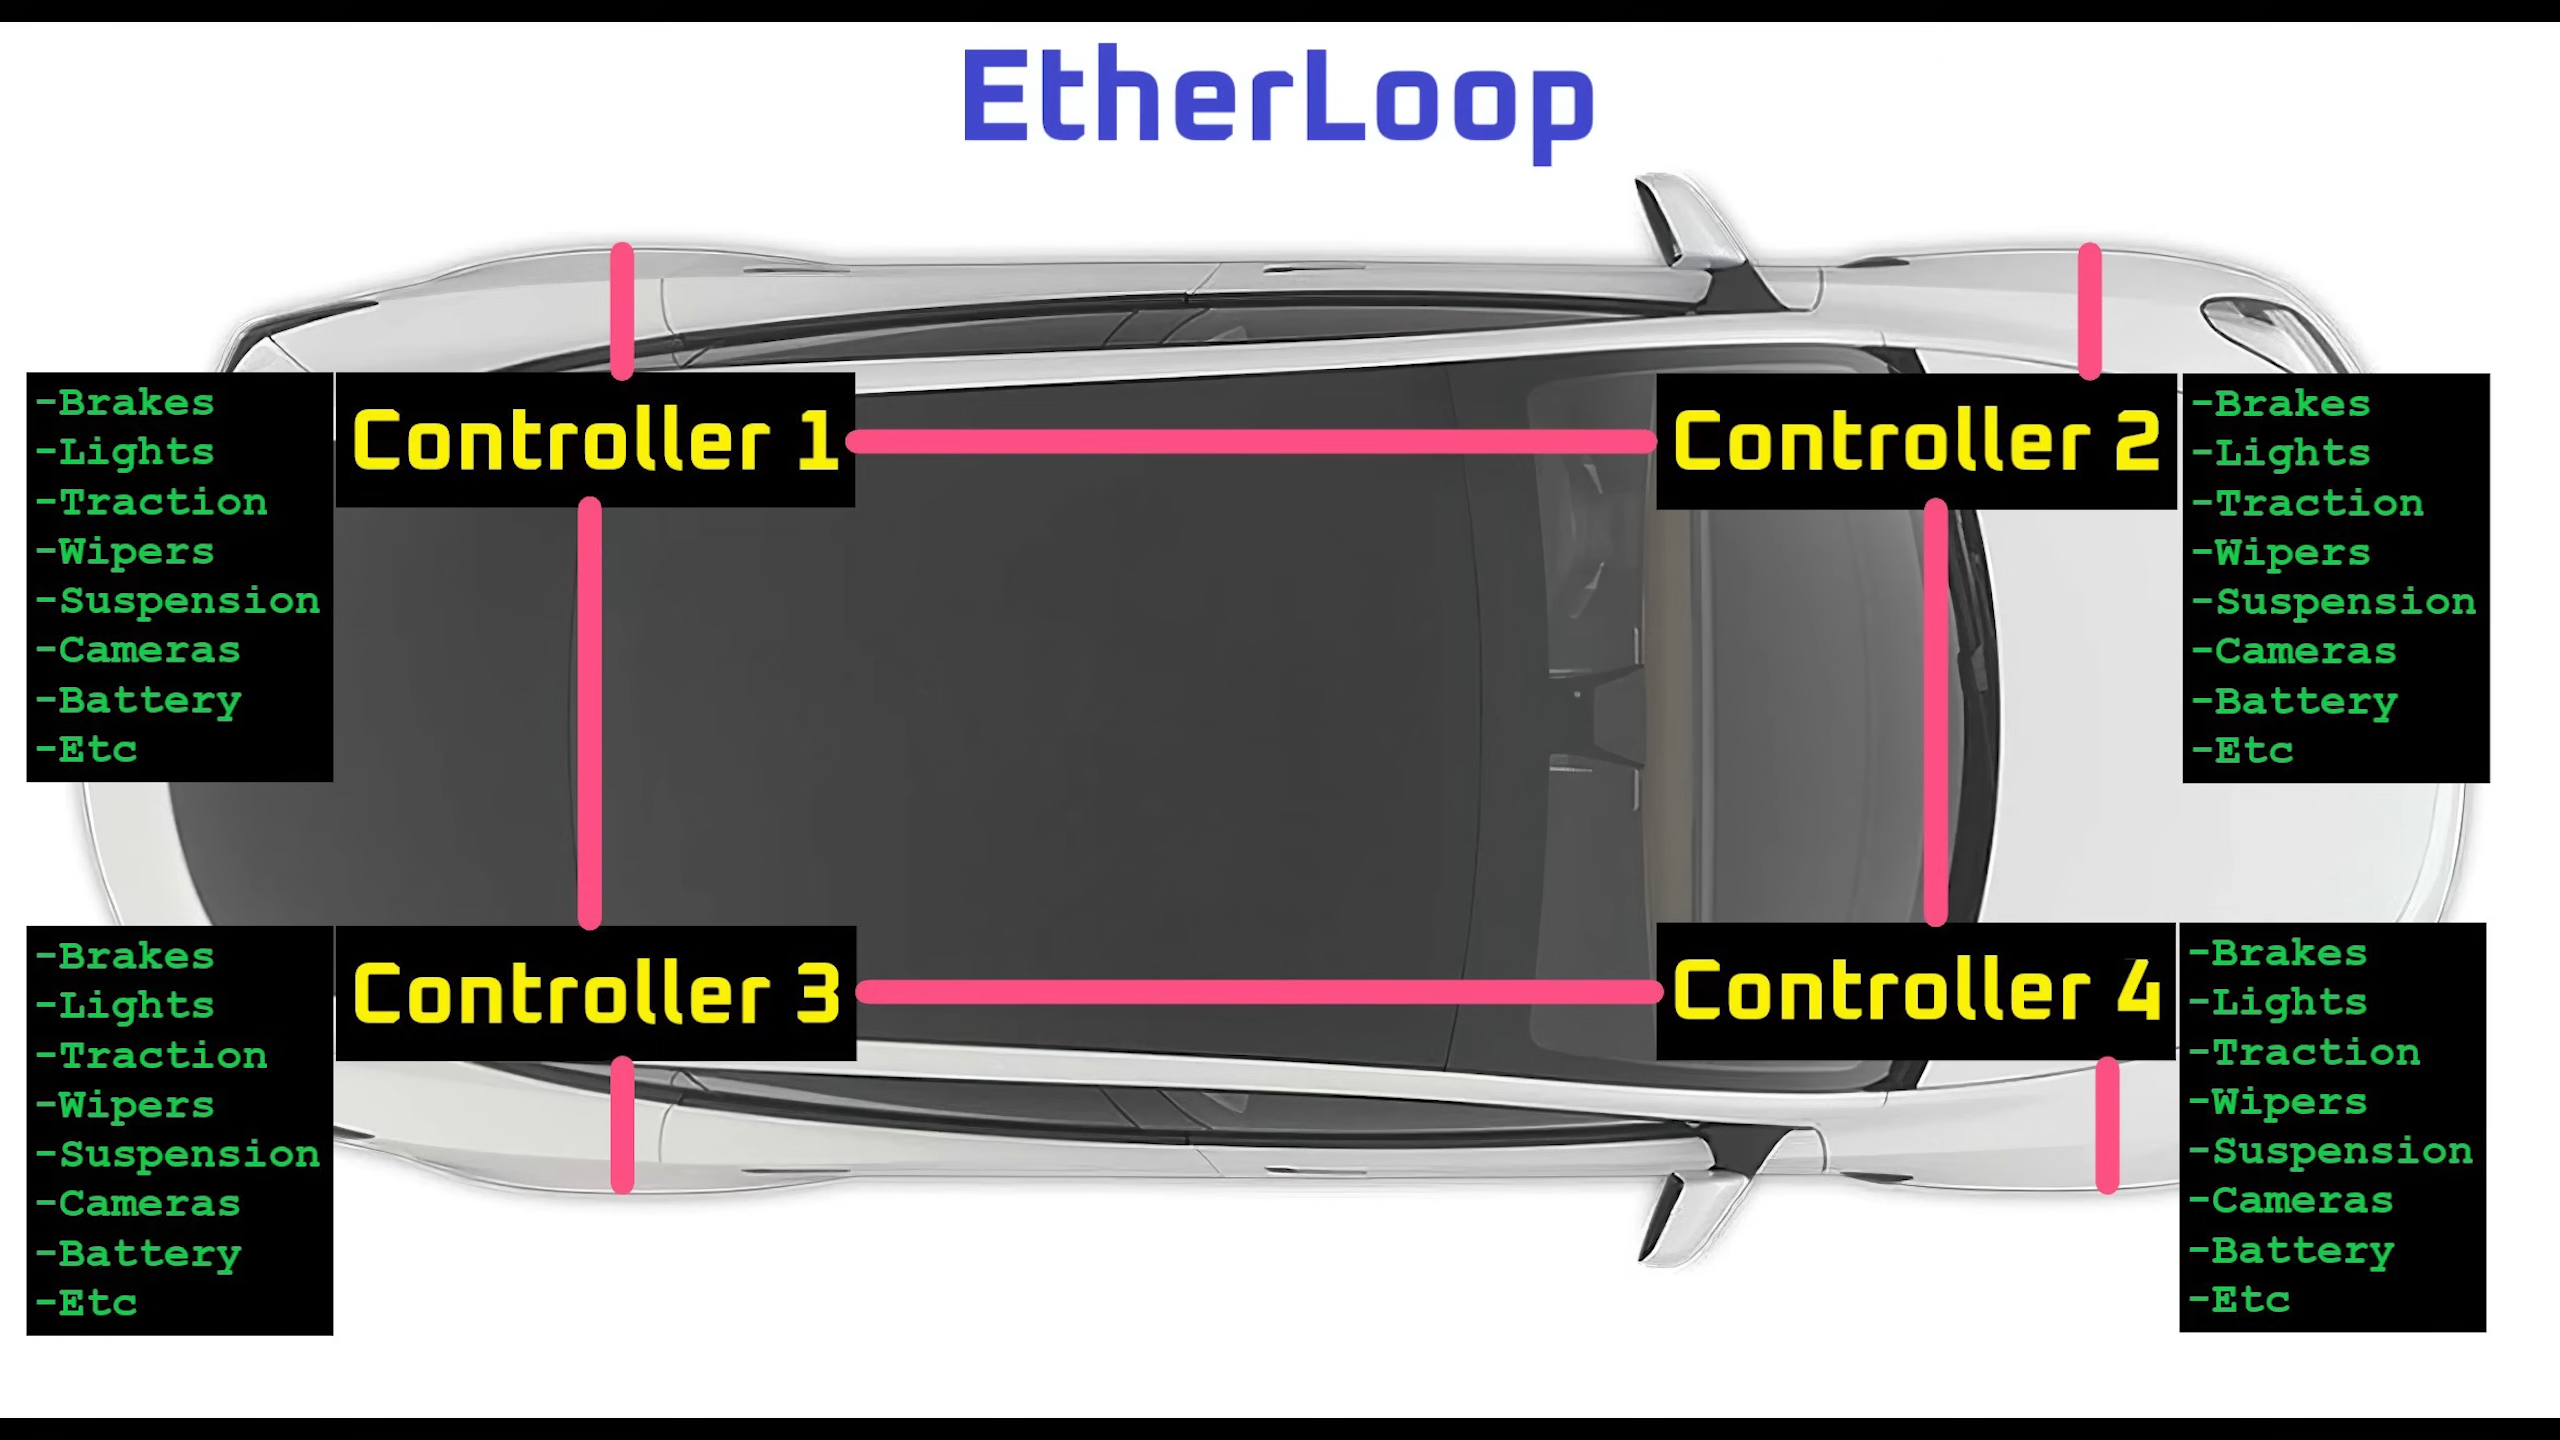 EtherLoop
-Brakes
-Lights
-Traction
-Wipers
-Suspension
-Cameras
-Battery
-Etc
Controller 1
Controller 2
-Brakes
-Lights
-Traction
-Wipers
-Suspension
-Cameras
-Battery
-Etc
-Brakes
-Lights
-Traction
-Wipers
-Suspension
-Cameras
-Battery
-Etc
Controller 3
Controller 4
-Brakes
-Lights
-Traction
-Wipers
-Suspension
-Cameras
-Battery
-Etc